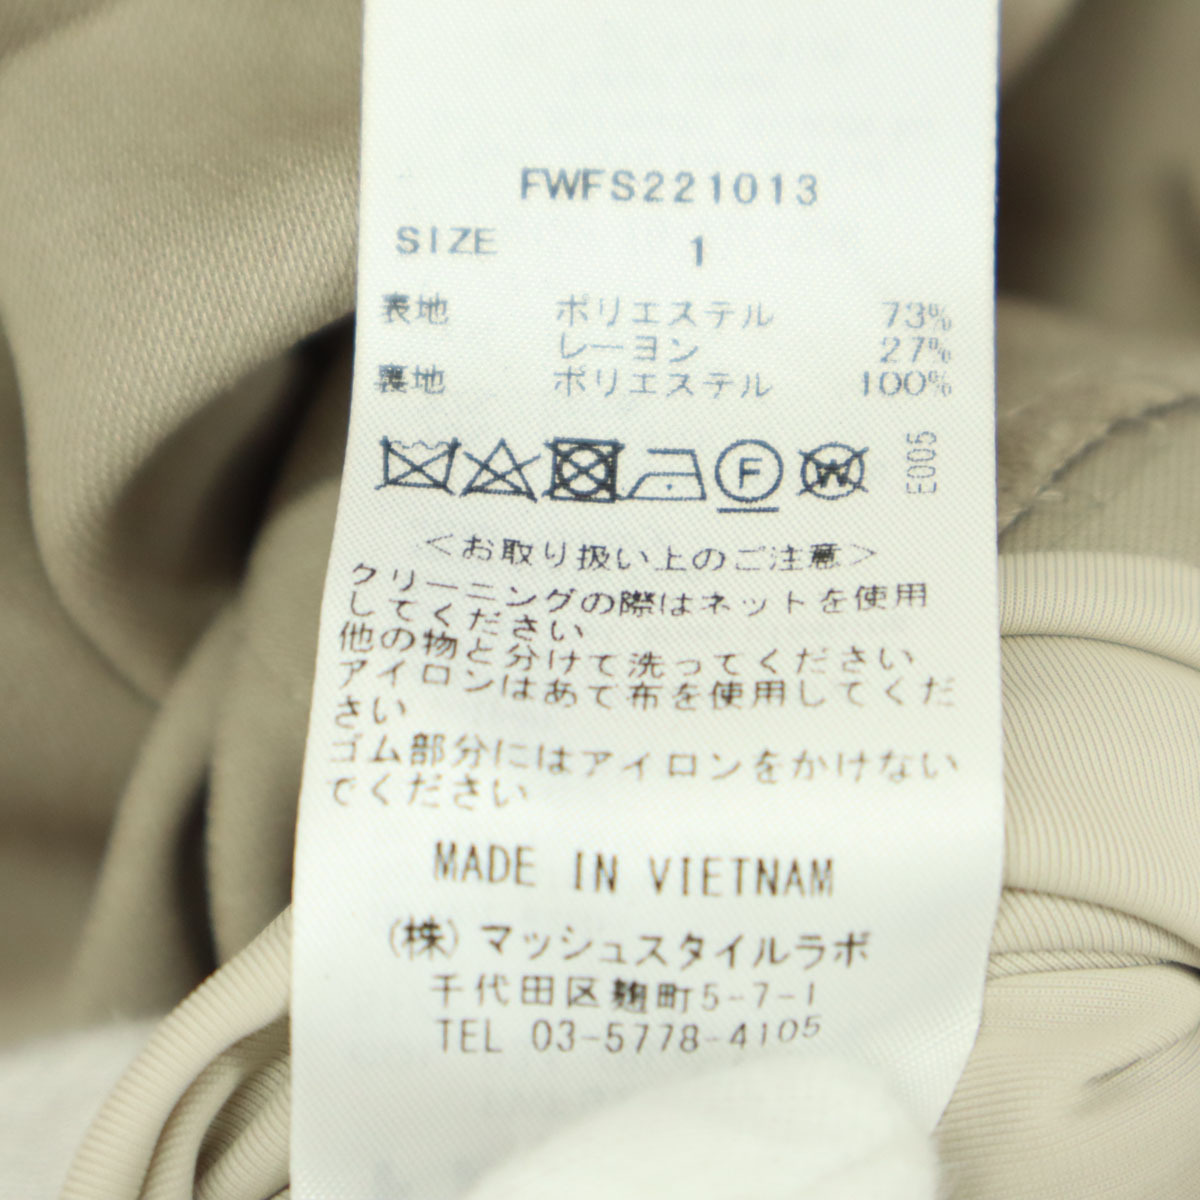 FWFS221013
SIZE 1
表地 ポリエステル 73%
レーヨン 27%
裏地 ポリエステル 100%
F W E005
＜お取り扱い上のご注意＞
クリーニングの際はネットを使用
してください
他の物と分けて洗ってください
アイロンはあて布を使用してくだ
さい
ゴム部分にはアイロンをかけない
でください
MADE IN VIETNAM
(株) マッシュスタイルラボ
千代田区麹町5-7-1
TEL 03-5778-4105